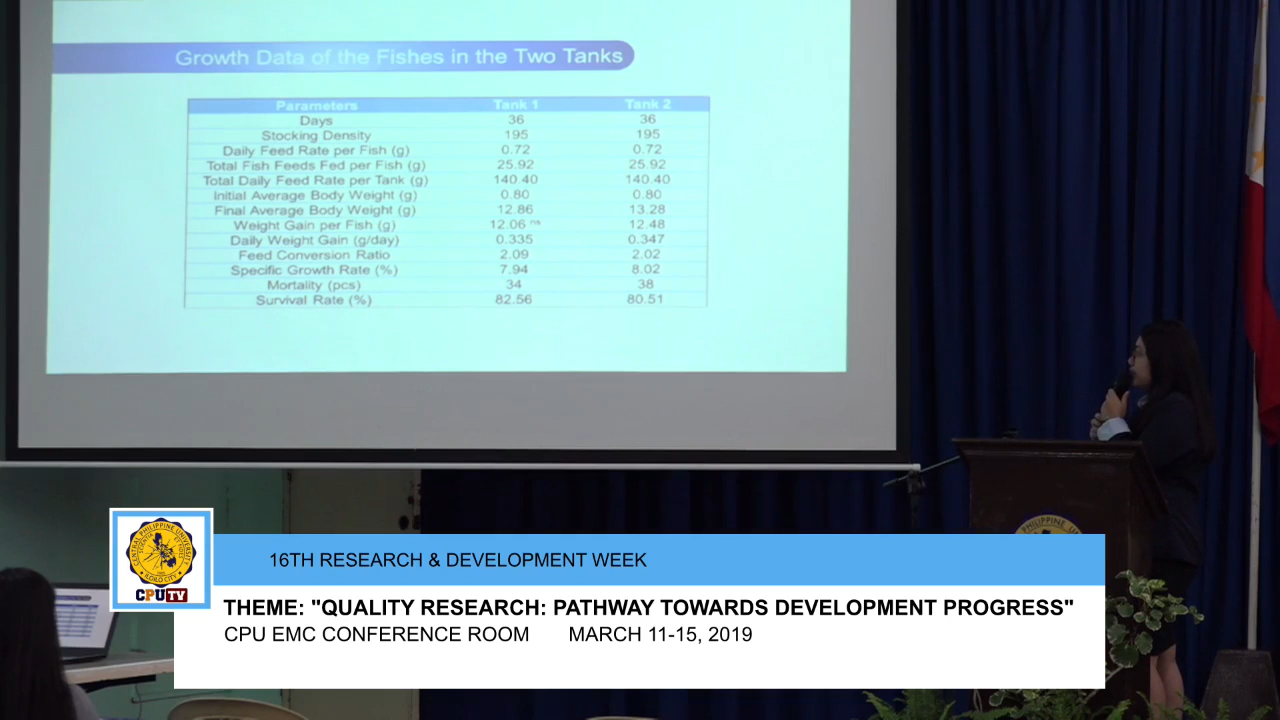 Growth Data of the Fishes in the Two Tanks
Parameters Tank 1 Tank 2
Days 36 36
Stocking Density 195 195
Daily Feed Rate per Fish (g) 0.72 0.72
Total Fish Feeds Fed per Fish (g) 25.92 25.92
Total Daily Feed Rate per Tank (g) 140.40 140.40
Initial Average Body Weight (g) 0.80 0.80
Final Average Body Weight (g) 12.86 13.28
Weight Gain per Fish (g) 12.06 ns 12.48
Daily Weight Gain (g/day) 0.335 0.347
Feed Conversion Ratio 2.09 2.02
Specific Growth Rate (%) 7.94 8.02
Mortality (pcs) 34 38
Survival Rate (%) 82.56 80.51
PHILIPPINE
CENTRAL PHILIPPINE UNIVERSITY
ILOILO CITY
CPUTV
16TH RESEARCH & DEVELOPMENT WEEK
THEME: "QUALITY RESEARCH: PATHWAY TOWARDS DEVELOPMENT PROGRESS"
CPU EMC CONFERENCE ROOM MARCH 11-15, 2019